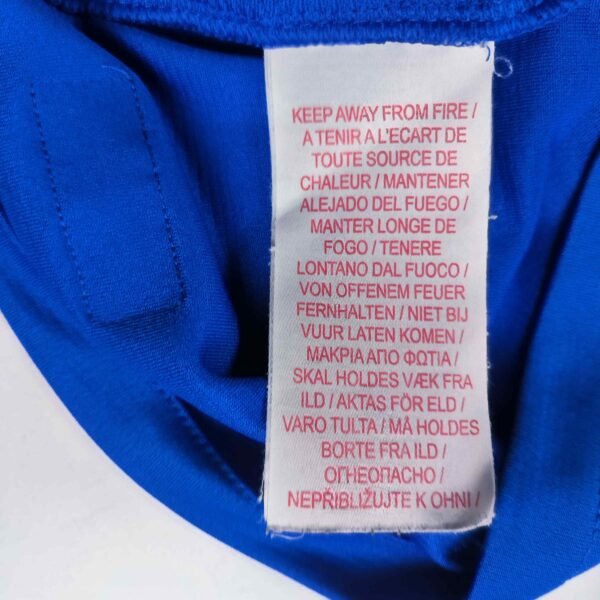 KEEP AWAY FROM FIRE /
A TENIR A L'ECART DE
TOUTE SOURCE DE
CHALEUR / MANTENER
ALEJADO DEL FUEGO /
MANTER LONGE DE
FOGO / TENERE
LONTANO DAL FUOCO /
VON OFFENEM FEUER
FERNHALTEN / NIET BIJ
VUUR LATEN KOMEN /
ΜΑΚΡΙΑ ΑΠΟ ΦΩΤΙΑ /
SKAL HOLDES VÆK FRA
ILD / AKTAS FÖR ELD /
VARO TULTA / MÅ HOLDES
BORTE FRA ILD /
ОГНЕОПАСНО /
NEPŘIBLIŽUJTE K OHNI /